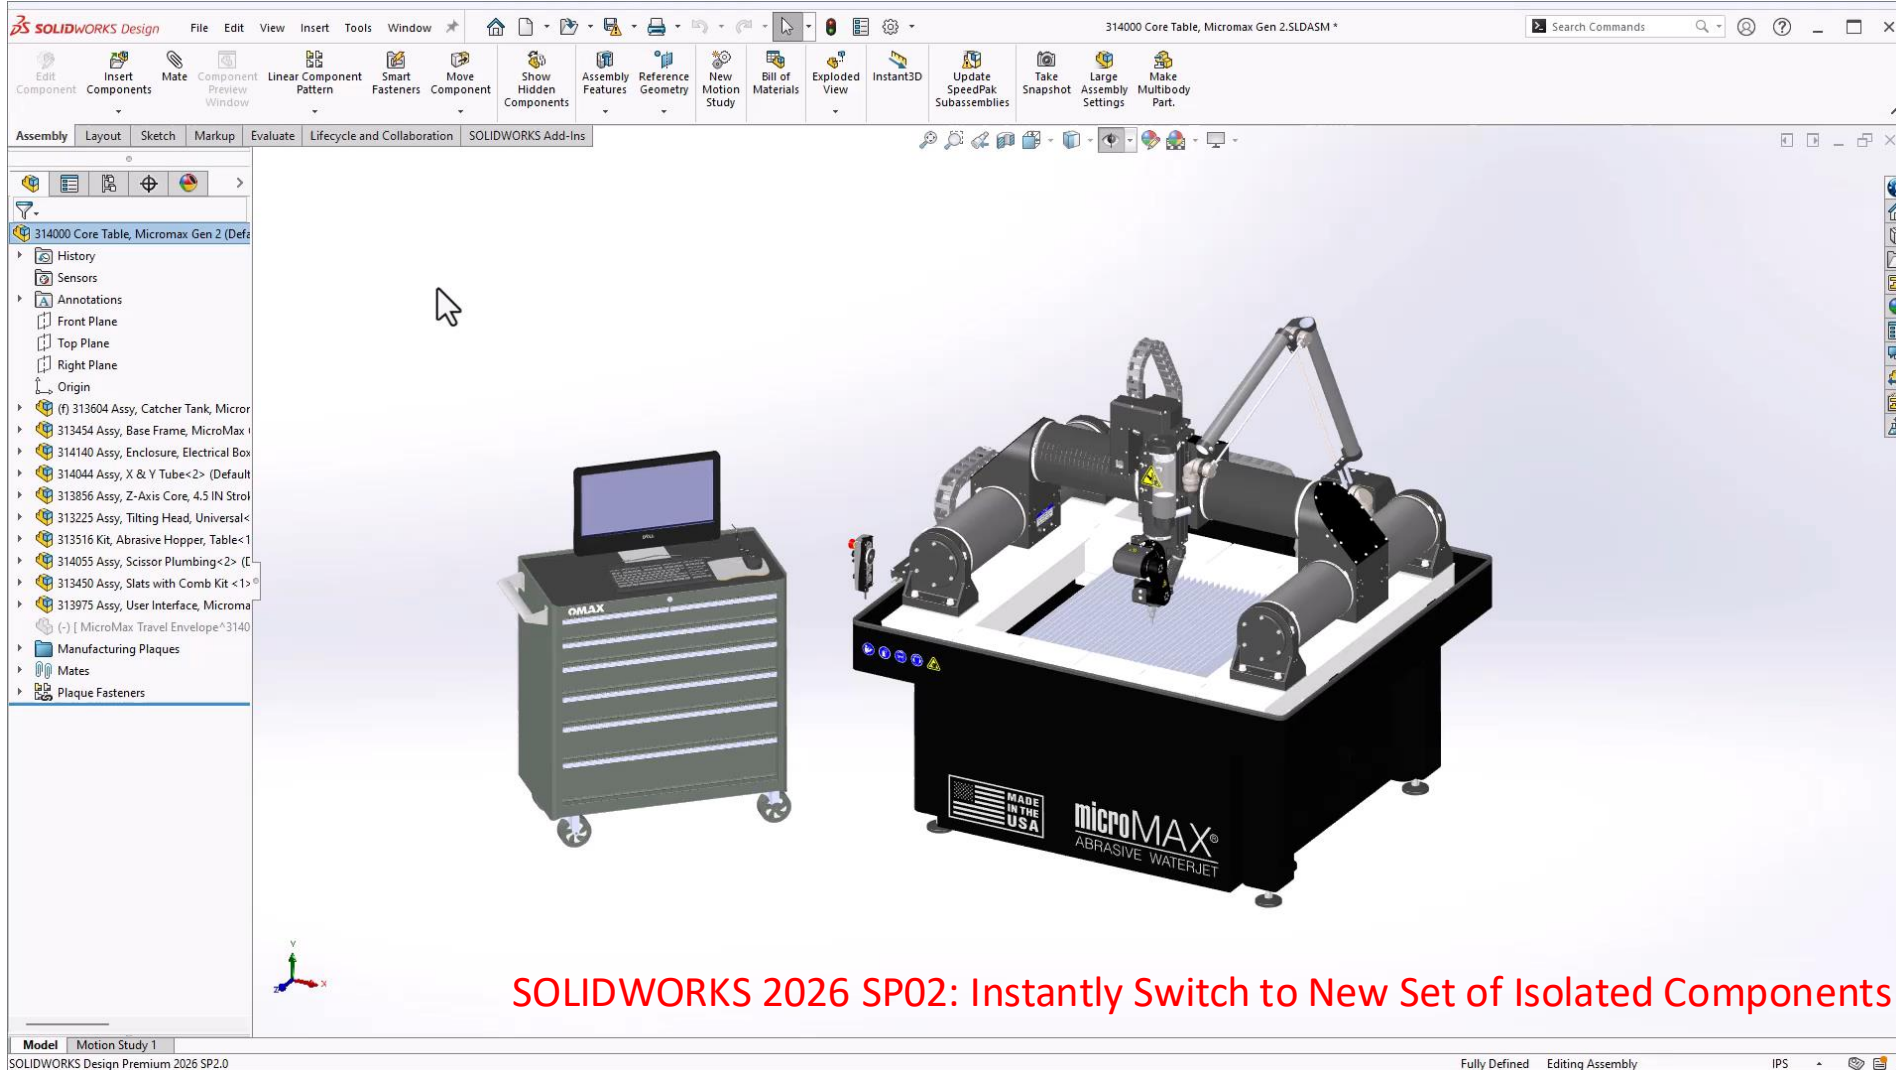 SOLIDWORKS Design File Edit View Insert Tools Window 314000 Core Table, Micromax Gen 2.SLDASM * Search Commands
Edit Component
Insert Components
Mate
Component Preview Window
Linear Component Pattern
Smart Fasteners
Move Component
Show Hidden Components
Assembly Features
Reference Geometry
New Motion Study
Bill of Materials
Exploded View
Instant3D
Update SpeedPak Subassemblies
Take Snapshot
Large Assembly Settings
Make Multibody Part.
Assembly Layout Sketch Markup Evaluate Lifecycle and Collaboration SOLIDWORKS Add-Ins
314000 Core Table, Micromax Gen 2 (Defa
History
Sensors
Annotations
Front Plane
Top Plane
Right Plane
Origin
(f) 313604 Assy, Catcher Tank, Micror
313454 Assy, Base Frame, MicroMax
314140 Assy, Enclosure, Electrical Box
314044 Assy, X & Y Tube<2> (Default
313856 Assy, Z-Axis Core, 4.5 IN Strol
313225 Assy, Tilting Head, Universal<
313516 Kit, Abrasive Hopper, Table<1
314055 Assy, Scissor Plumbing<2> (D
313450 Assy, Slats with Comb Kit <1>
313975 Assy, User Interface, Microma
(-) [ MicroMax Travel Envelope^3140
Manufacturing Plaques
Mates
Plaque Fasteners
DELL
OMAX
MADE
IN THE
USA
microMAX®
ABRASIVE WATERJET
Y
X
Z
SOLIDWORKS 2026 SP02: Instantly Switch to New Set of Isolated Components
Model Motion Study 1
SOLIDWORKS Design Premium 2026 SP2.0 Fully Defined Editing Assembly IPS